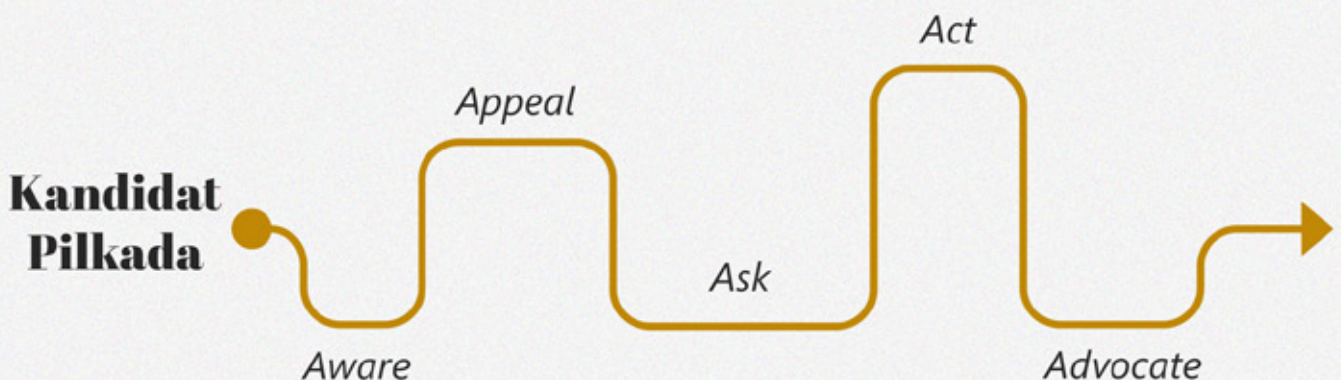 Kandidat
Pilkada
Aware
Appeal
Ask
Act
Advocate